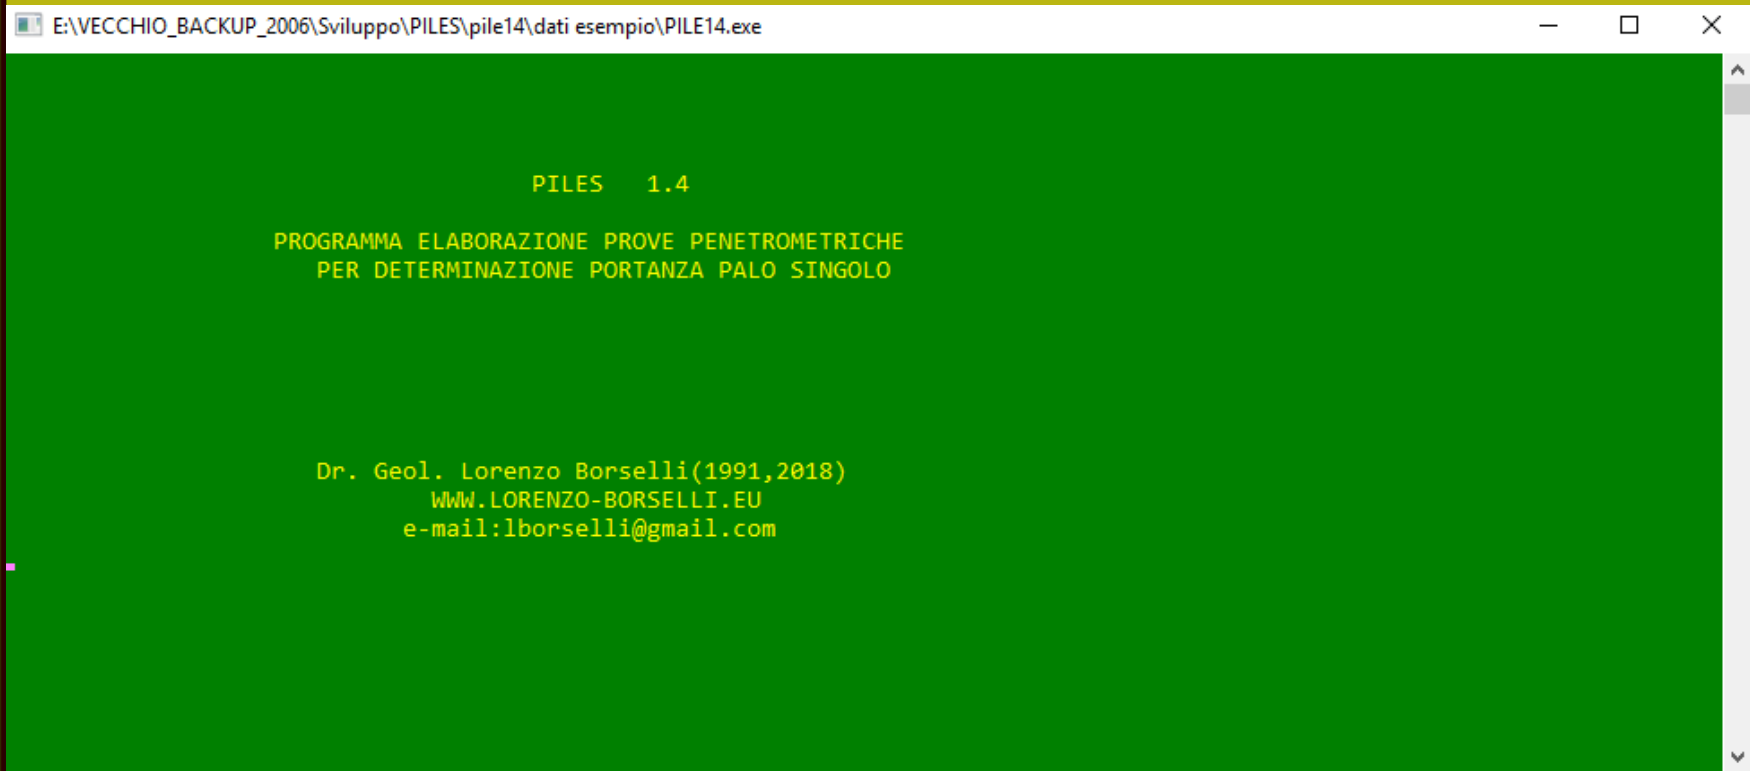 E:\VECCHIO_BACKUP_2006\Sviluppo\PILES\pile14\dati esempio\PILE14.exe
PILES 1.4
PROGRAMMA ELABORAZIONE PROVE PENETROMETRICHE
PER DETERMINAZIONE PORTANZA PALO SINGOLO
Dr. Geol. Lorenzo Borselli(1991,2018)
WWW.LORENZO-BORSELLI.EU
e-mail:lborselli@gmail.com